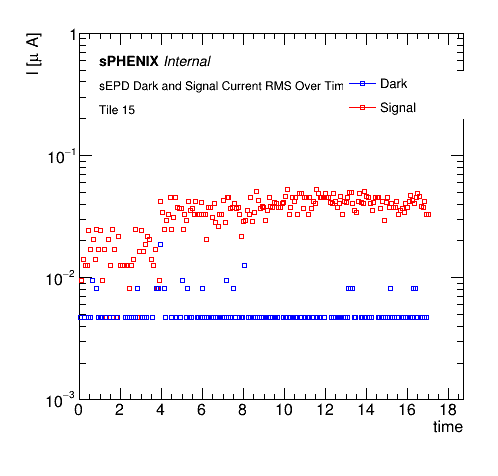 I [μ A]
1
sPHENIX Internal
sEPD Dark and Signal Current RMS Over Tim
Dark
Tile 15
Signal
10−1
10−2
10−3
0 2 4 6 8 10 12 14 16 18
time